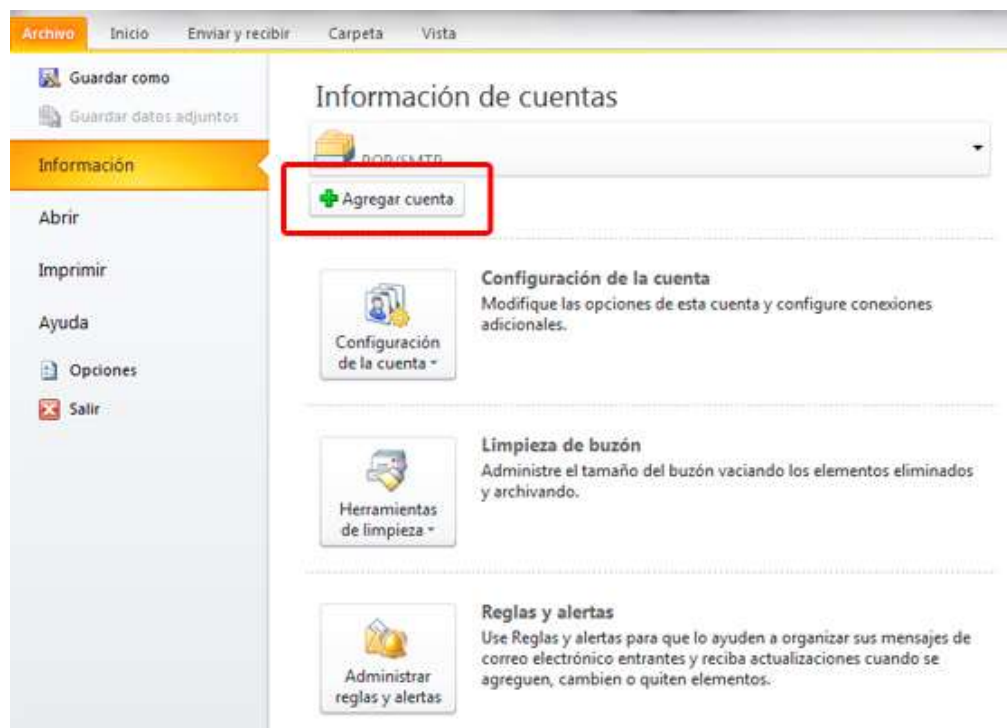 Archivo Inicio Enviar y recibir Carpeta Vista
Guardar como
Guardar datos adjuntos
Información
Abrir
Imprimir
Ayuda
Opciones
Salir
Información de cuentas
POP/SMTP
Agregar cuenta
Configuración
de la cuenta
Configuración de la cuenta
Modifique las opciones de esta cuenta y configure conexiones
adicionales.
Herramientas
de limpieza
Limpieza de buzón
Administre el tamaño del buzón vaciando los elementos eliminados
y archivando.
Administrar
reglas y alertas
Reglas y alertas
Use Reglas y alertas para que lo ayuden a organizar sus mensajes de
correo electrónico entrantes y reciba actualizaciones cuando se
agreguen, cambien o quiten elementos.